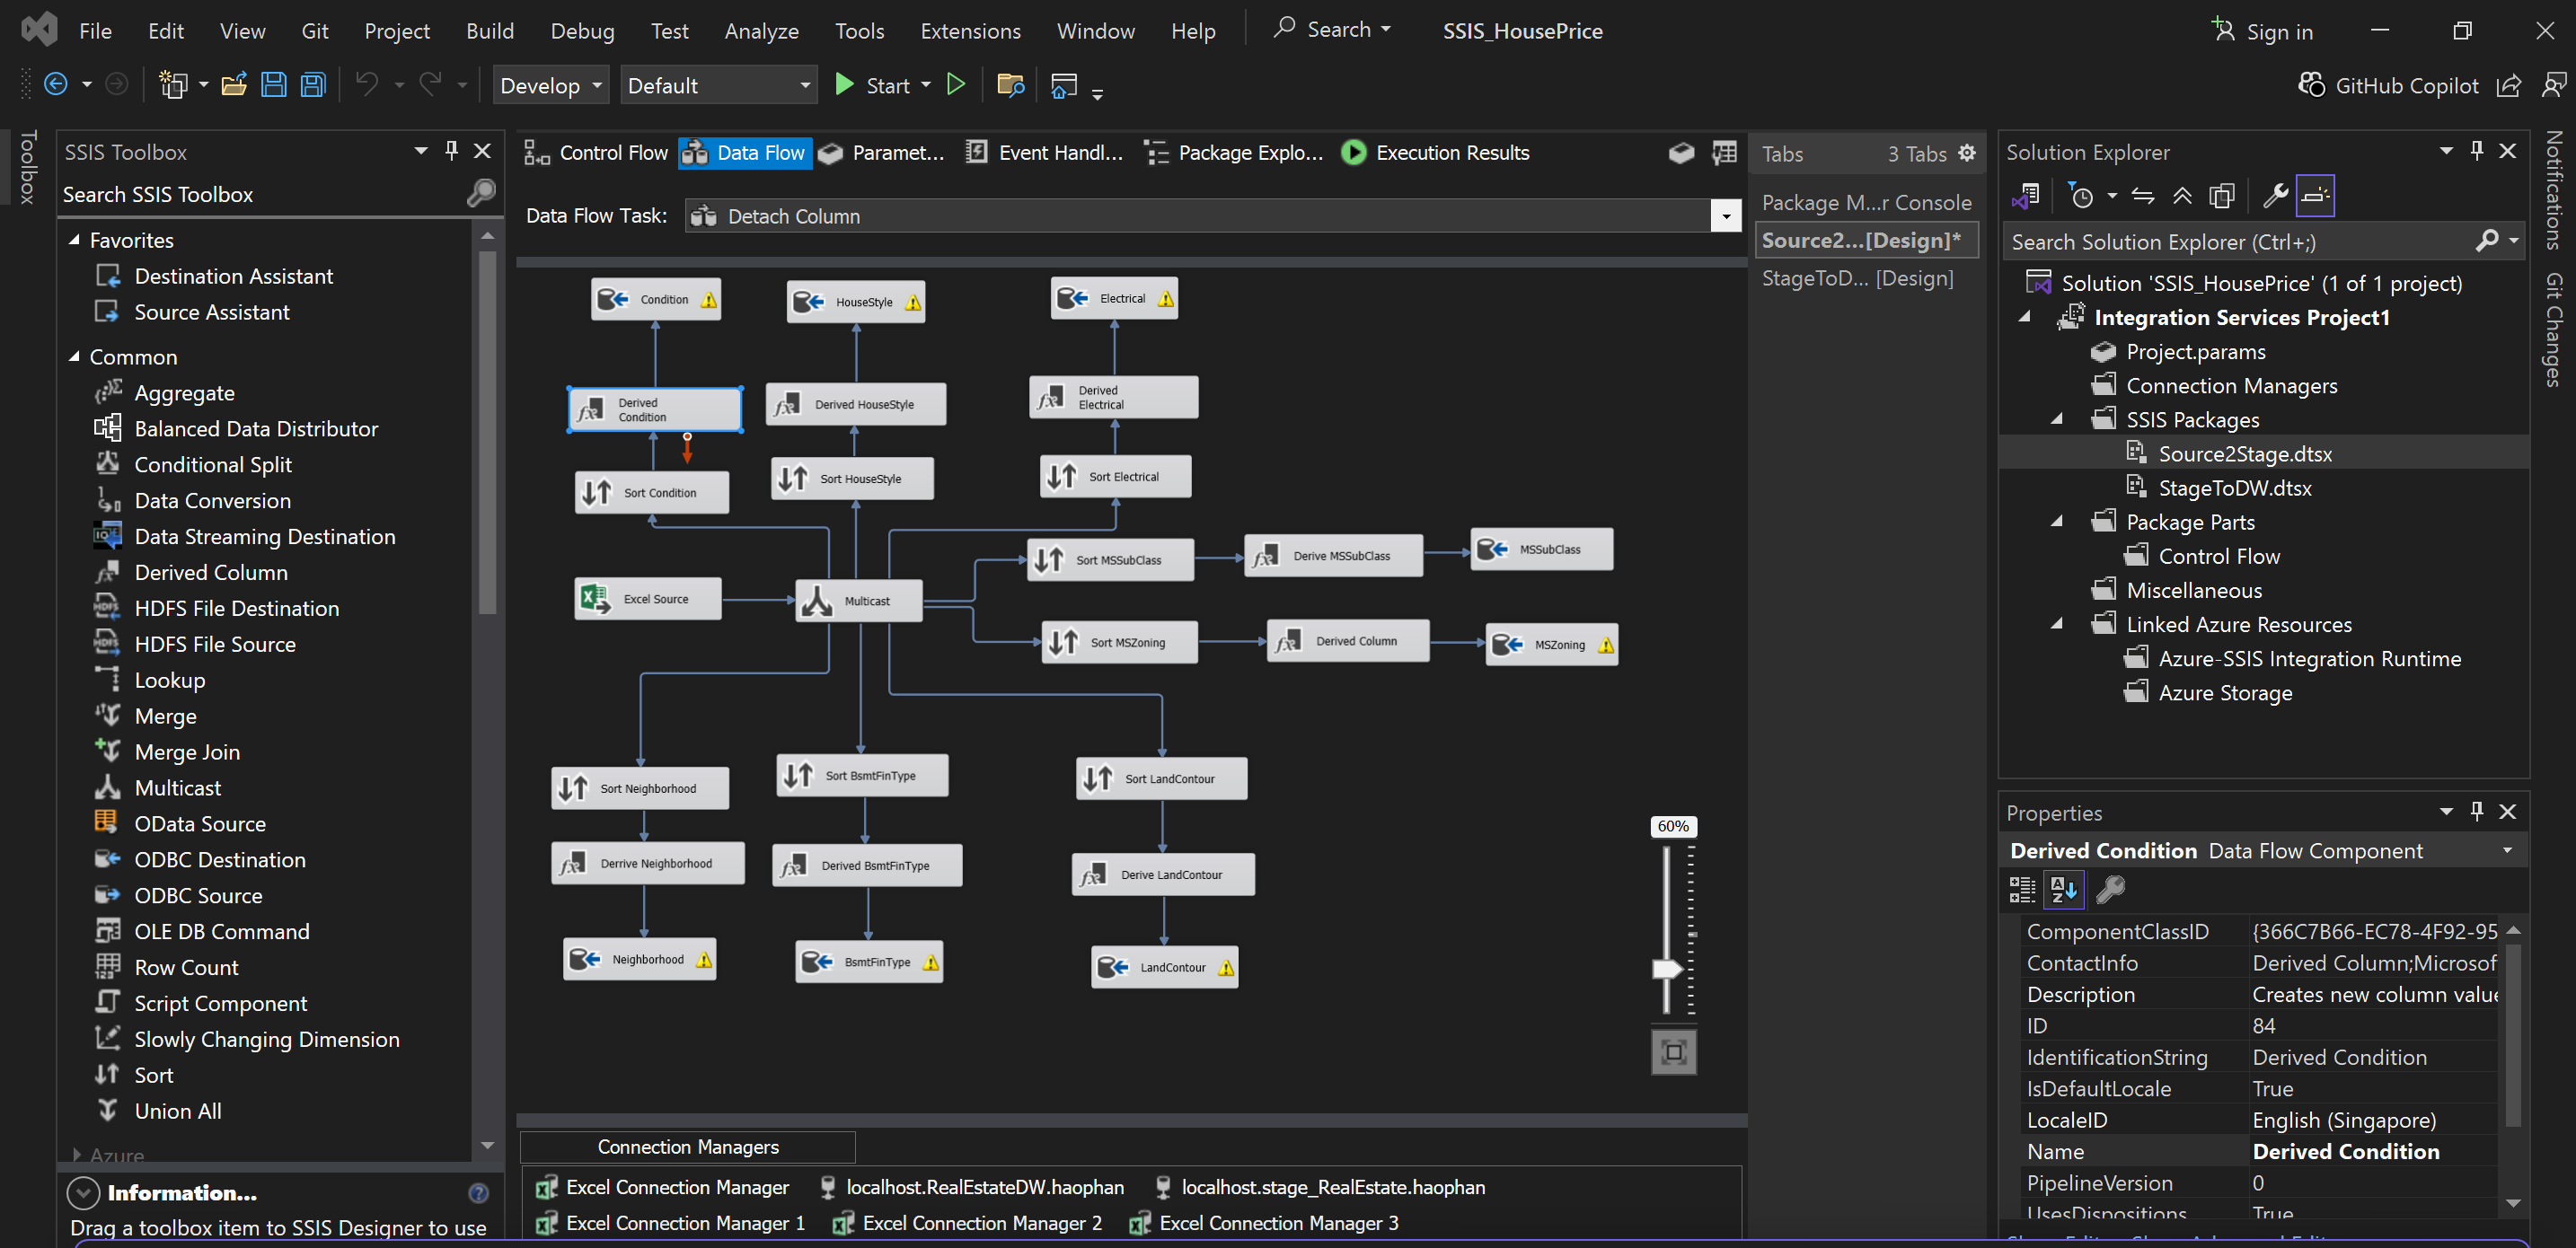 File Edit View Git Project Build Debug Test Analyze Tools Extensions Window Help Search SSIS_HousePrice Sign in
Develop Default Start GitHub Copilot
Toolbox
SSIS Toolbox
Search SSIS Toolbox
Favorites
Destination Assistant
Source Assistant
Common
Aggregate
Balanced Data Distributor
Conditional Split
Data Conversion
Data Streaming Destination
Derived Column
HDFS File Destination
HDFS File Source
Lookup
Merge
Merge Join
Multicast
OData Source
ODBC Destination
ODBC Source
OLE DB Command
Row Count
Script Component
Slowly Changing Dimension
Sort
Union All
Azure
Information...
Drag a toolbox item to SSIS Designer to use
Control Flow Data Flow Paramet... Event Handl... Package Explo... Execution Results
Data Flow Task: Detach Column
Condition
HouseStyle
Electrical
Derived
Condition
Derived HouseStyle
Derived
Electrical
Sort Condition
Sort HouseStyle
Sort Electrical
Sort MSSubClass
Derive MSSubClass
MSSubClass
Excel Source
Multicast
Sort MSZoning
Derived Column
MSZoning
Sort Neighborhood
Sort BsmtFinType
Sort LandContour
Derrive Neighborhood
Derived BsmtFinType
Derive LandContour
Neighborhood
BsmtFinType
LandContour
60%
Connection Managers
Excel Connection Manager localhost.RealEstateDW.haophan localhost.stage_RealEstate.haophan
Excel Connection Manager 1 Excel Connection Manager 2 Excel Connection Manager 3
Tabs 3 Tabs
Package M...r Console
Source2...[Design]*
StageToD... [Design]
Solution Explorer
Search Solution Explorer (Ctrl+;)
Solution 'SSIS_HousePrice' (1 of 1 project)
Integration Services Project1
Project.params
Connection Managers
SSIS Packages
Source2Stage.dtsx
StageToDW.dtsx
Package Parts
Control Flow
Miscellaneous
Linked Azure Resources
Azure-SSIS Integration Runtime
Azure Storage
Properties
Derived Condition Data Flow Component
ComponentClassID {366C7B66-EC78-4F92-95
ContactInfo Derived Column;Microsof
Description Creates new column value
ID 84
IdentificationString Derived Condition
IsDefaultLocale True
LocaleID English (Singapore)
Name Derived Condition
PipelineVersion 0
UsesDispositions True
Notifications
Git Changes